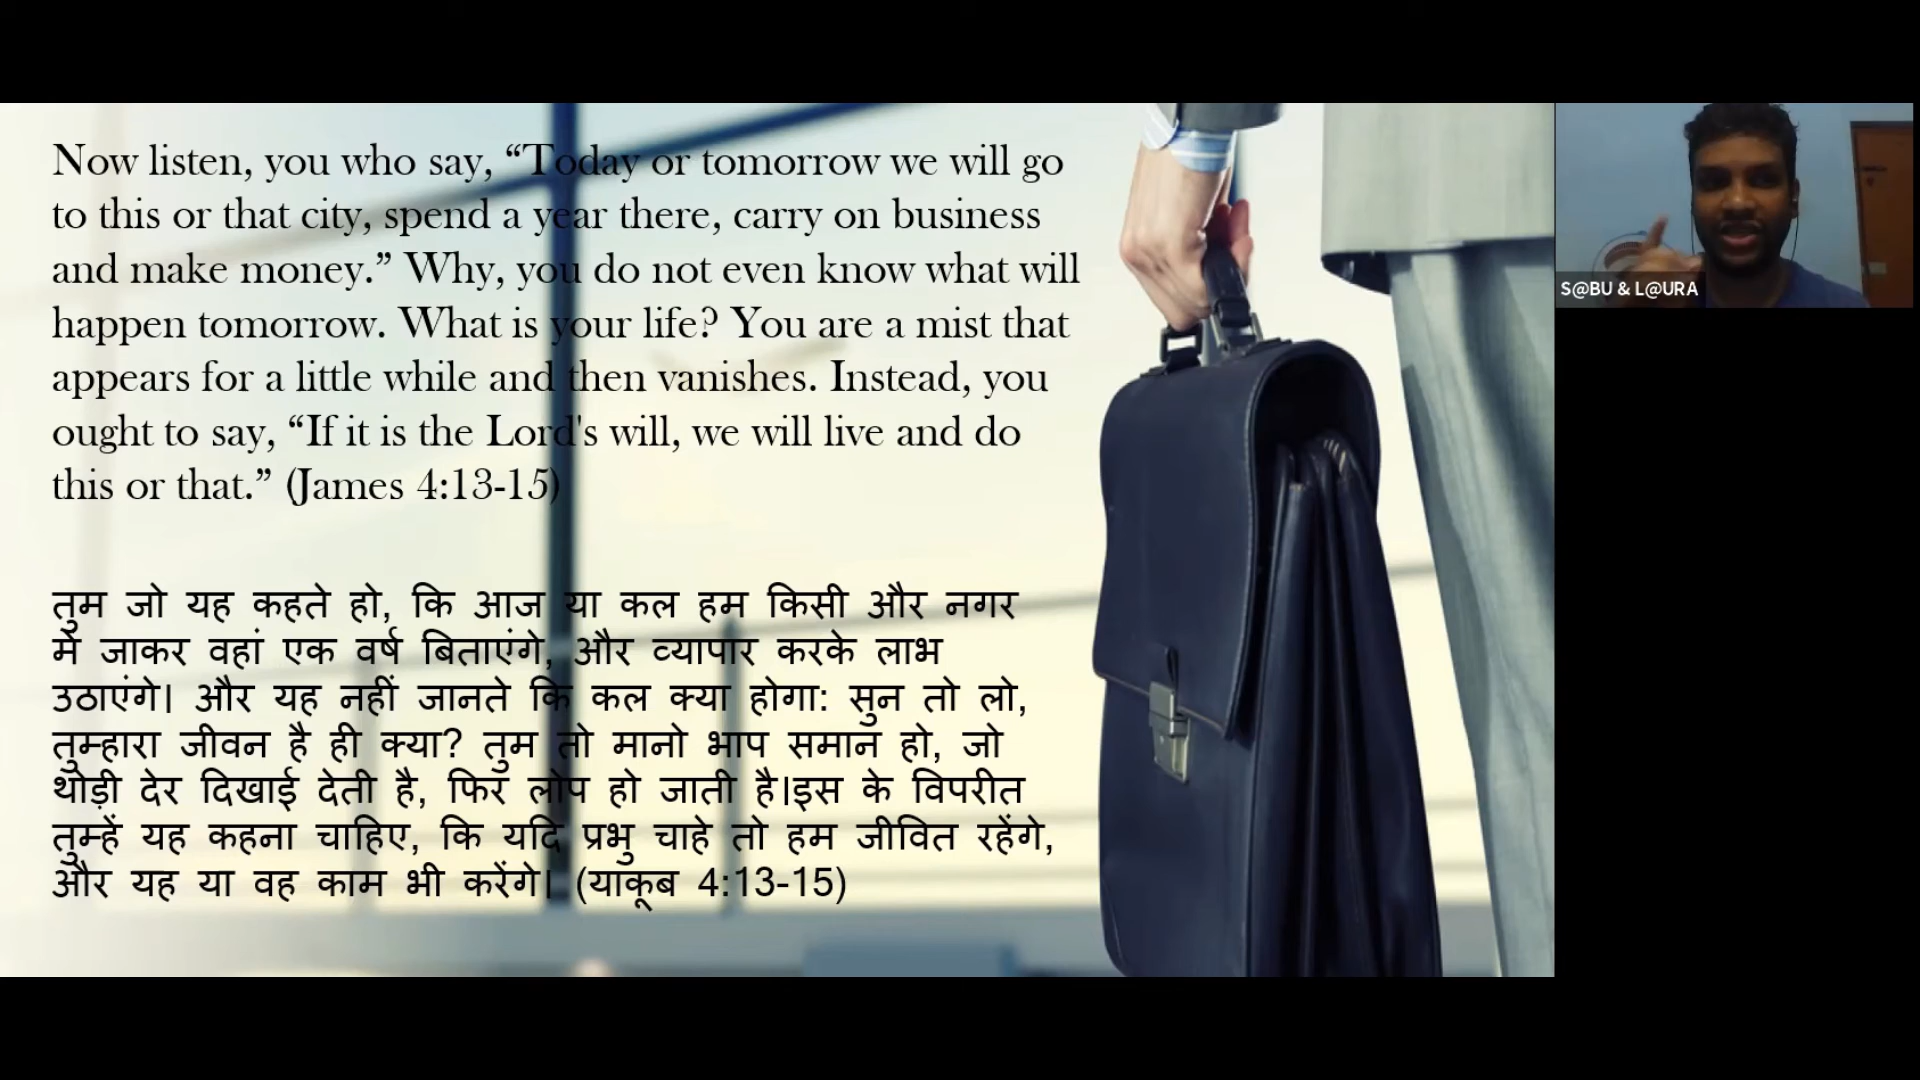 Now listen, you who say, “Today or tomorrow we will go
to this or that city, spend a year there, carry on business
and make money.” Why, you do not even know what will
happen tomorrow. What is your life? You are a mist that
appears for a little while and then vanishes. Instead, you
ought to say, “If it is the Lord's will, we will live and do
this or that.” (James 4:13-15)
तुम जो यह कहते हो, कि आज या कल हम किसी और नगर
में जाकर वहां एक वर्ष बिताएंगे, और व्यापार करके लाभ
उठाएंगे। और यह नहीं जानते कि कल क्या होगा: सुन तो लो,
तुम्हारा जीवन है ही क्या? तुम तो मानो भाप समान हो, जो
थोड़ी देर दिखाई देती है, फिर लोप हो जाती है।इस के विपरीत
तुम्हें यह कहना चाहिए, कि यदि प्रभु चाहे तो हम जीवित रहेंगे,
और यह या वह काम भी करेंगे। (याकूब 4:13-15)
S@BU & L@URA